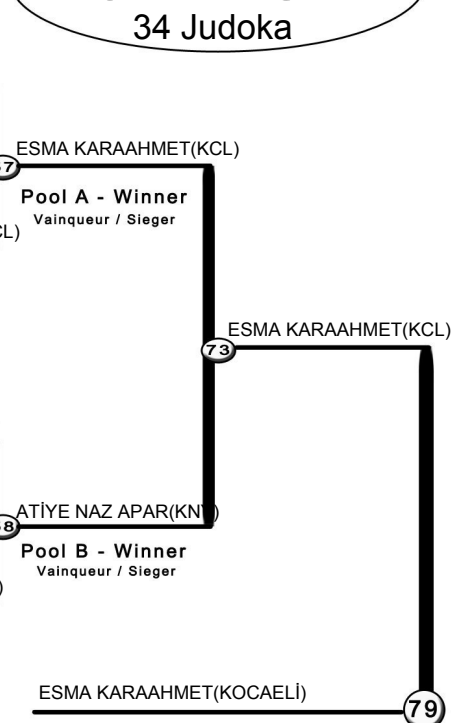 34 Judoka
ESMA KARAAHMET(KCL)
Pool A - Winner
Vainqueur / Sieger
ESMA KARAAHMET(KCL)
73
ATİYE NAZ APAR(KNY)
Pool B - Winner
Vainqueur / Sieger
ESMA KARAAHMET(KOCAELİ)
79